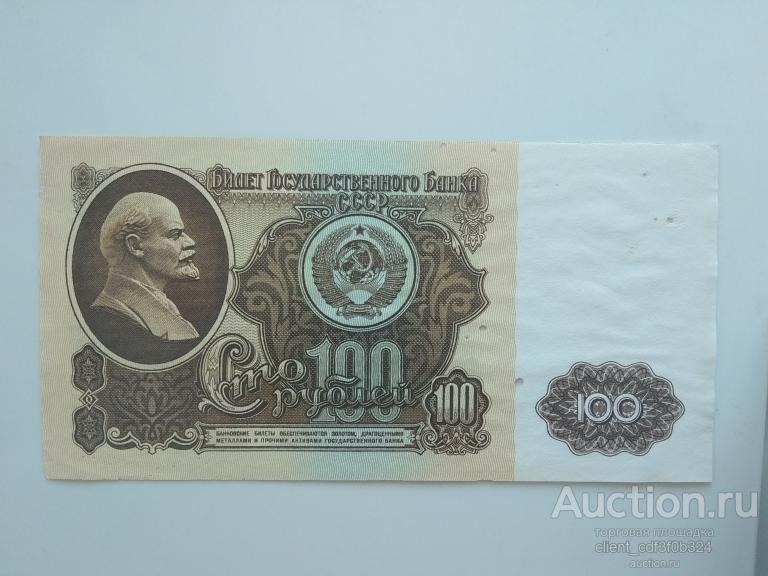 Билет Государственного Банка
СССР
100
Сто
рублей
100
100
БАНКОВСКИЕ БИЛЕТЫ ОБЕСПЕЧИВАЮТСЯ ЗОЛОТОМ, ДРАГОЦЕННЫМИ
МЕТАЛЛАМИ И ПРОЧИМИ АКТИВАМИ ГОСУДАРСТВЕННОГО БАНКА
Auction.ru
торговая площадка
client_cdf3f0b324
auction.ru